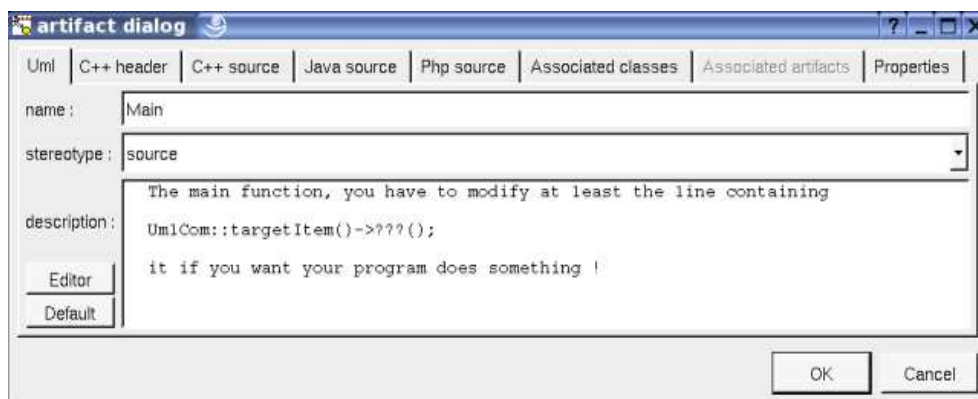 artifact dialog
?
Uml C++ header C++ source Java source Php source Associated classes Associated artifacts Properties
name : Main
stereotype : source
The main function, you have to modify at least the line containing
description :
UmlCom::targetItem()->???();
it if you want your program does something !
Editor
Default
OK Cancel